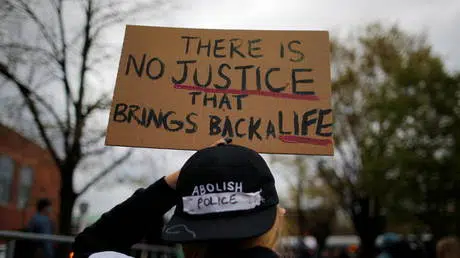 THERE IS
NO JUSTICE
THAT
BRINGS BACK A LIFE
ABOLISH
POLICE